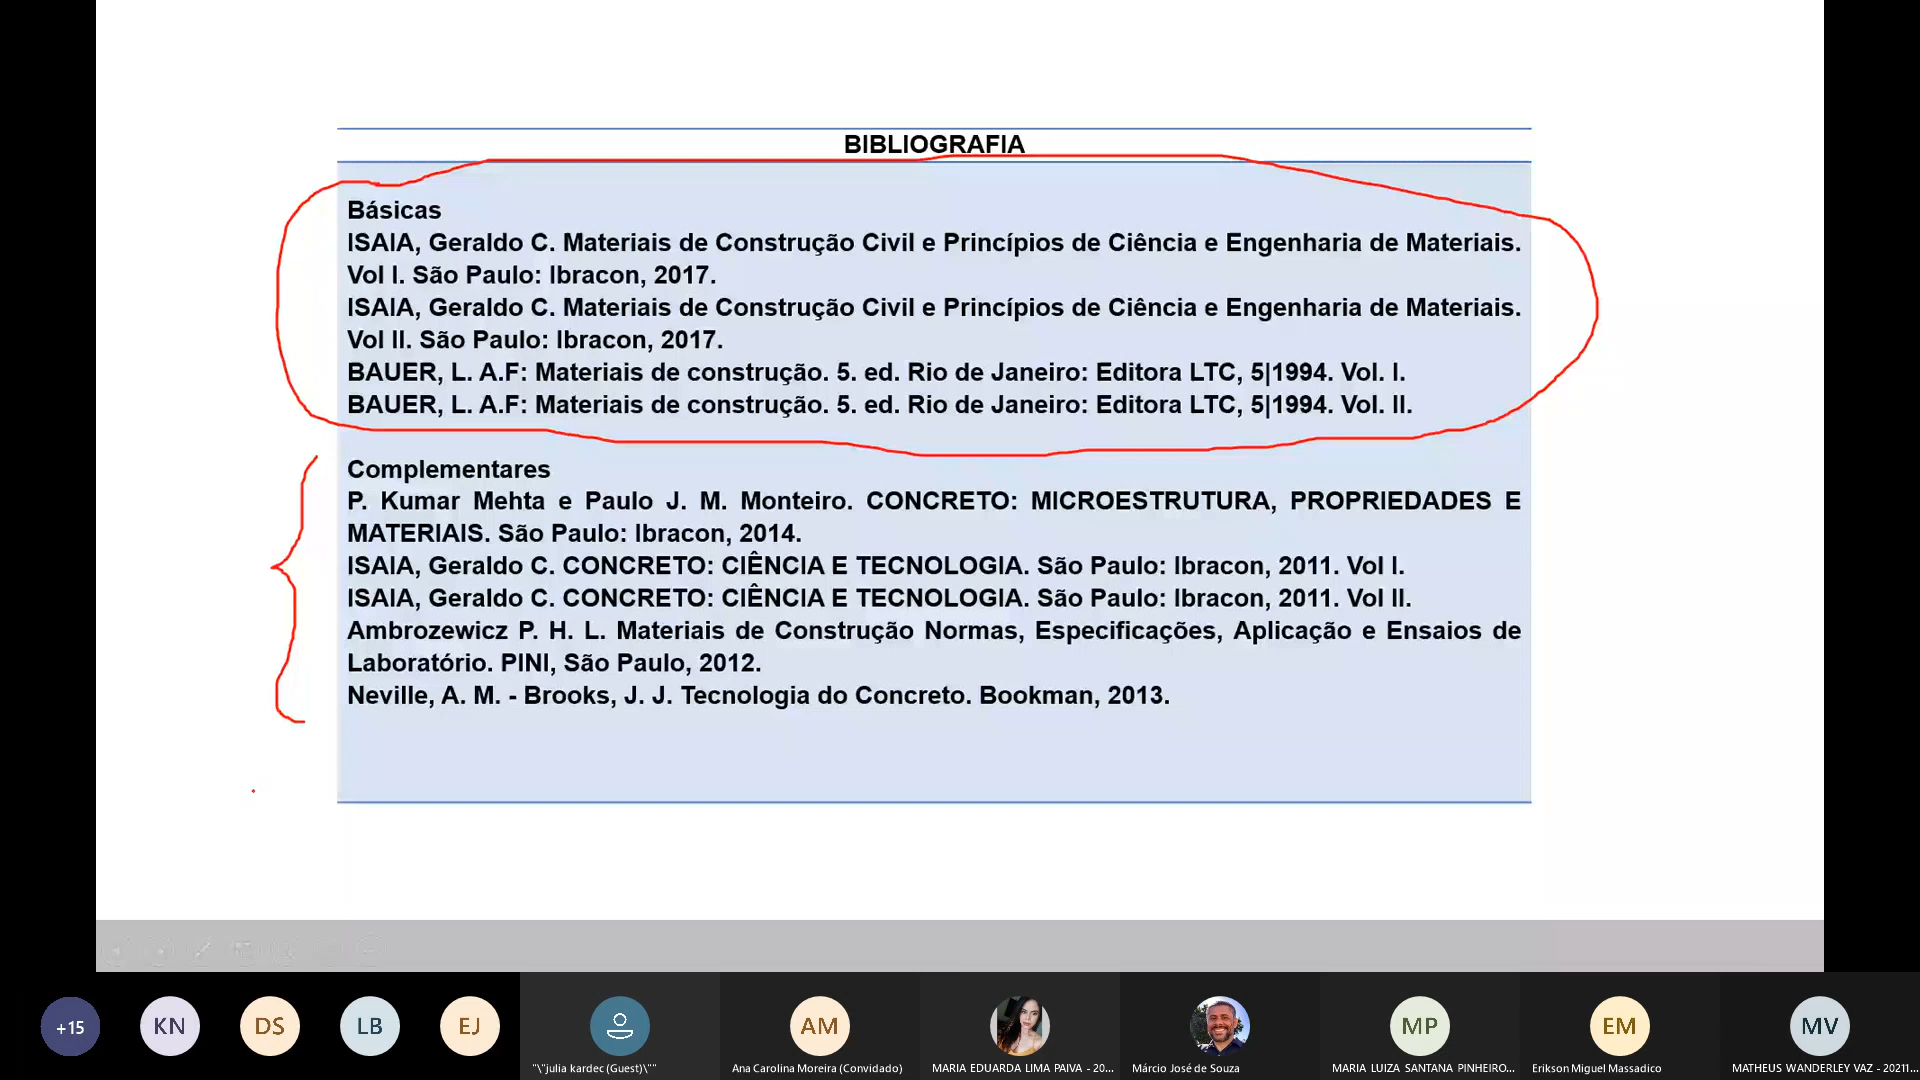 BIBLIOGRAFIA
Básicas
ISAIA, Geraldo C. Materiais de Construção Civil e Princípios de Ciência e Engenharia de Materiais.
Vol I. São Paulo: Ibracon, 2017.
ISAIA, Geraldo C. Materiais de Construção Civil e Princípios de Ciência e Engenharia de Materiais.
Vol II. São Paulo: Ibracon, 2017.
BAUER, L. A.F: Materiais de construção. 5. ed. Rio de Janeiro: Editora LTC, 5|1994. Vol. I.
BAUER, L. A.F: Materiais de construção. 5. ed. Rio de Janeiro: Editora LTC, 5|1994. Vol. II.
Complementares
P. Kumar Mehta e Paulo J. M. Monteiro. CONCRETO: MICROESTRUTURA, PROPRIEDADES E
MATERIAIS. São Paulo: Ibracon, 2014.
ISAIA, Geraldo C. CONCRETO: CIÊNCIA E TECNOLOGIA. São Paulo: Ibracon, 2011. Vol I.
ISAIA, Geraldo C. CONCRETO: CIÊNCIA E TECNOLOGIA. São Paulo: Ibracon, 2011. Vol II.
Ambrozewicz P. H. L. Materiais de Construção Normas, Especificações, Aplicação e Ensaios de
Laboratório. PINI, São Paulo, 2012.
Neville, A. M. - Brooks, J. J. Tecnologia do Concreto. Bookman, 2013.
+15 KN DS LB EJ AM MP EM MV
"\"julia kardec (Guest)\"" Ana Carolina Moreira (Convidado) MARIA EDUARDA LIMA PAIVA - 20... Márcio José de Souza MARIA LUIZA SANTANA PINHEIRO... Erikson Miguel Massadico MATHEUS WANDERLEY VAZ - 20211...